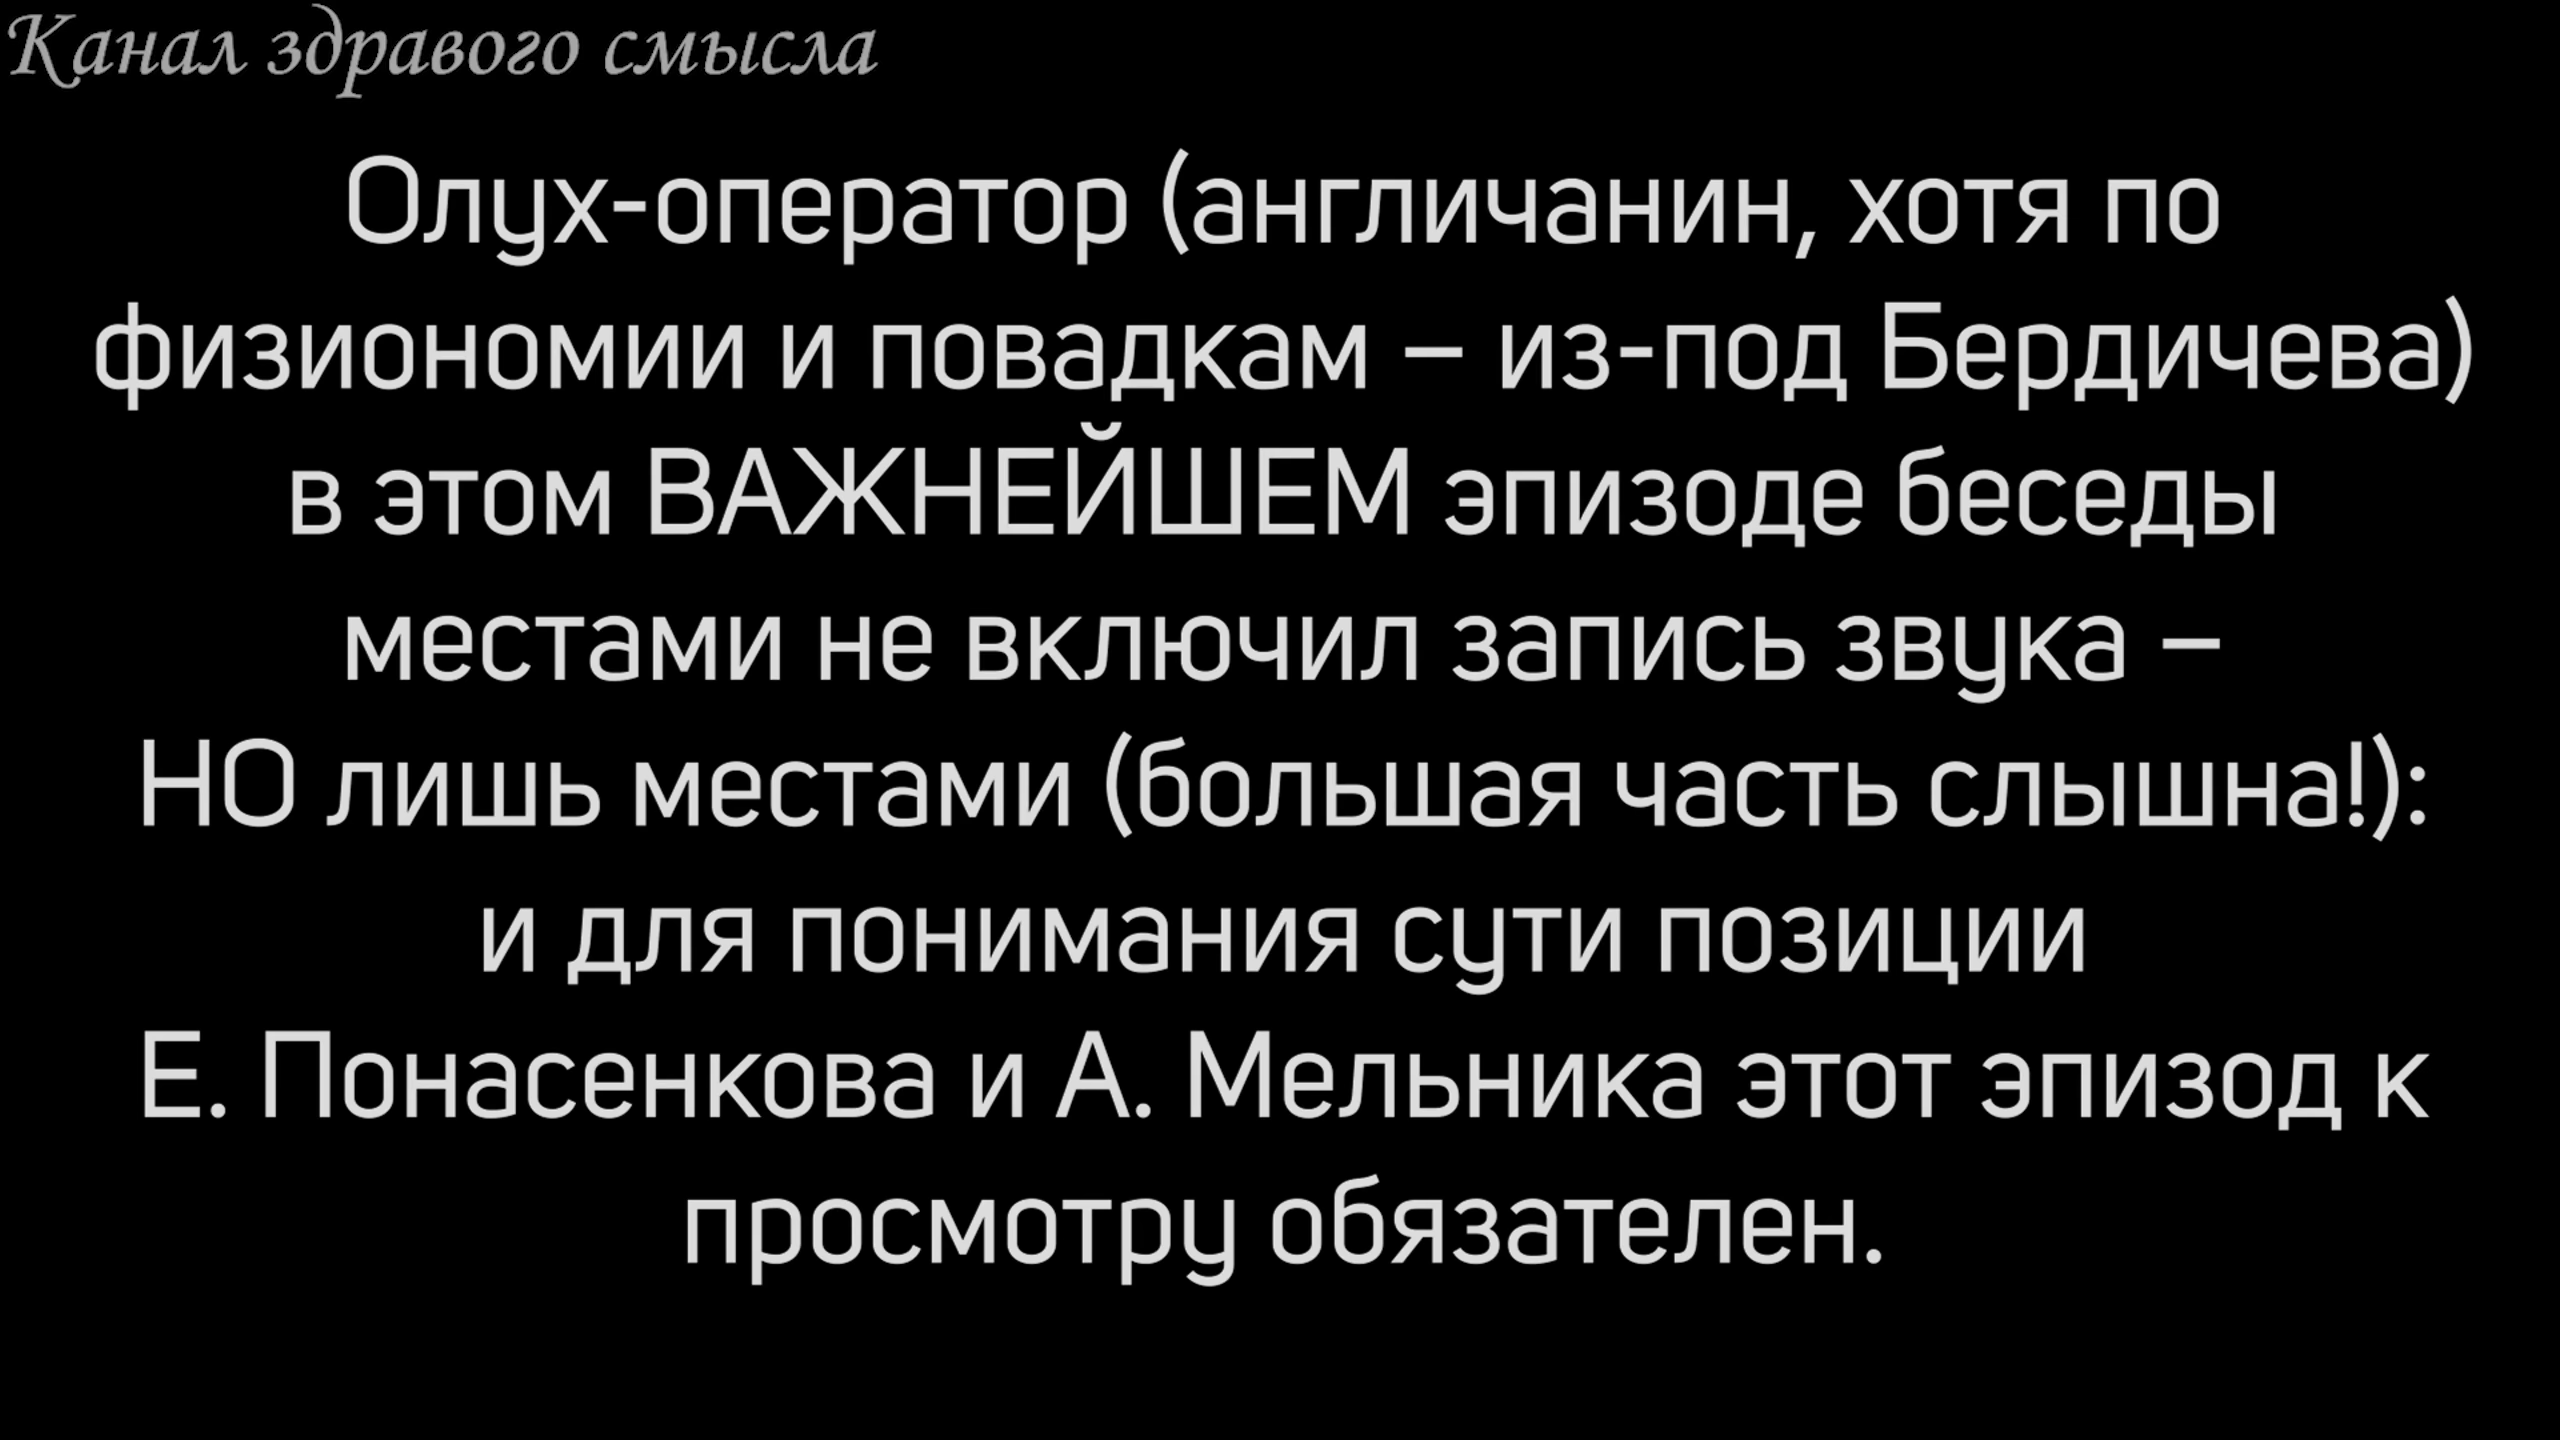 Канал здравого смысла
Олух-оператор (англичанин, хотя по
физиономии и повадкам – из-под Бердичева)
в этом ВАЖНЕЙШЕМ эпизоде беседы
местами не включил запись звука –
НО лишь местами (большая часть слышна!):
и для понимания сути позиции
Е. Понасенкова и А. Мельника этот эпизод к
просмотру обязателен.